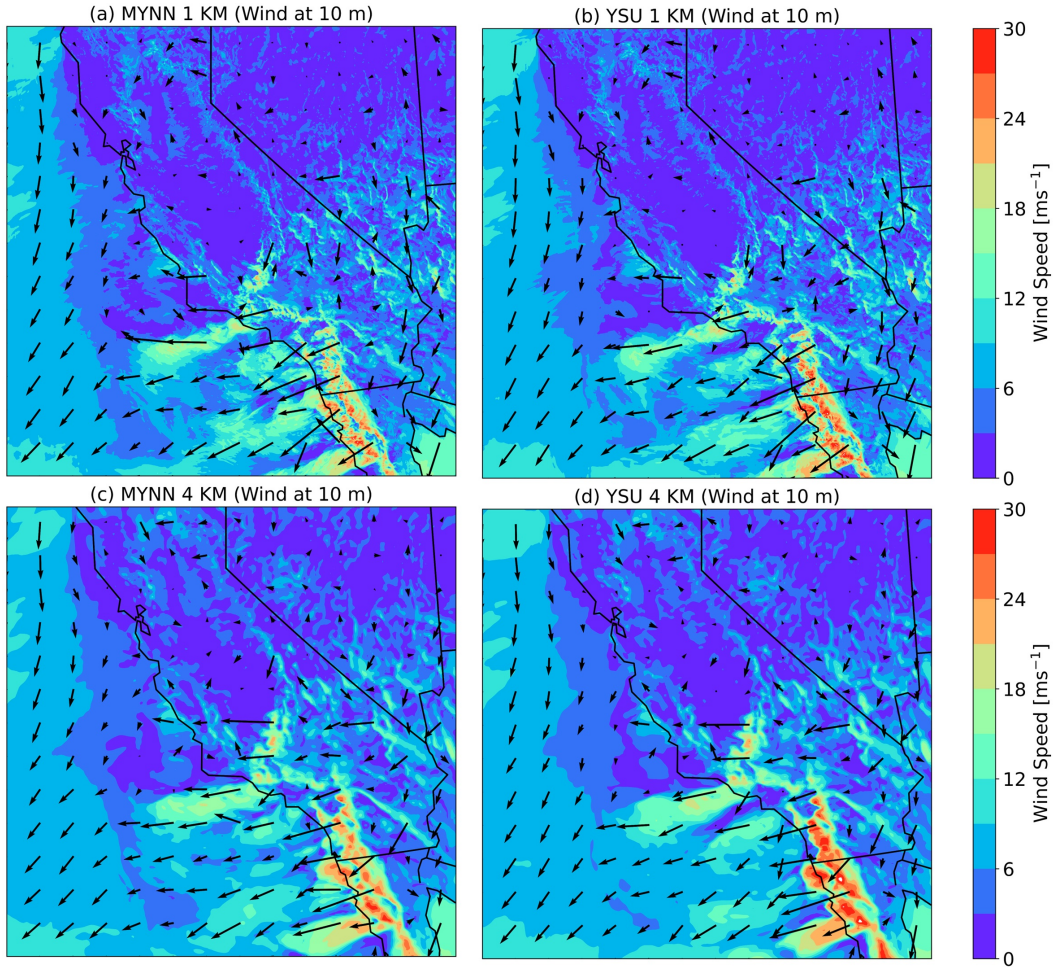 (a) MYNN 1 KM (Wind at 10 m)
(b) YSU 1 KM (Wind at 10 m)
30
24
18
12
6
0
Wind Speed [ms⁻¹]
(c) MYNN 4 KM (Wind at 10 m)
(d) YSU 4 KM (Wind at 10 m)
30
24
18
12
6
0
Wind Speed [ms⁻¹]